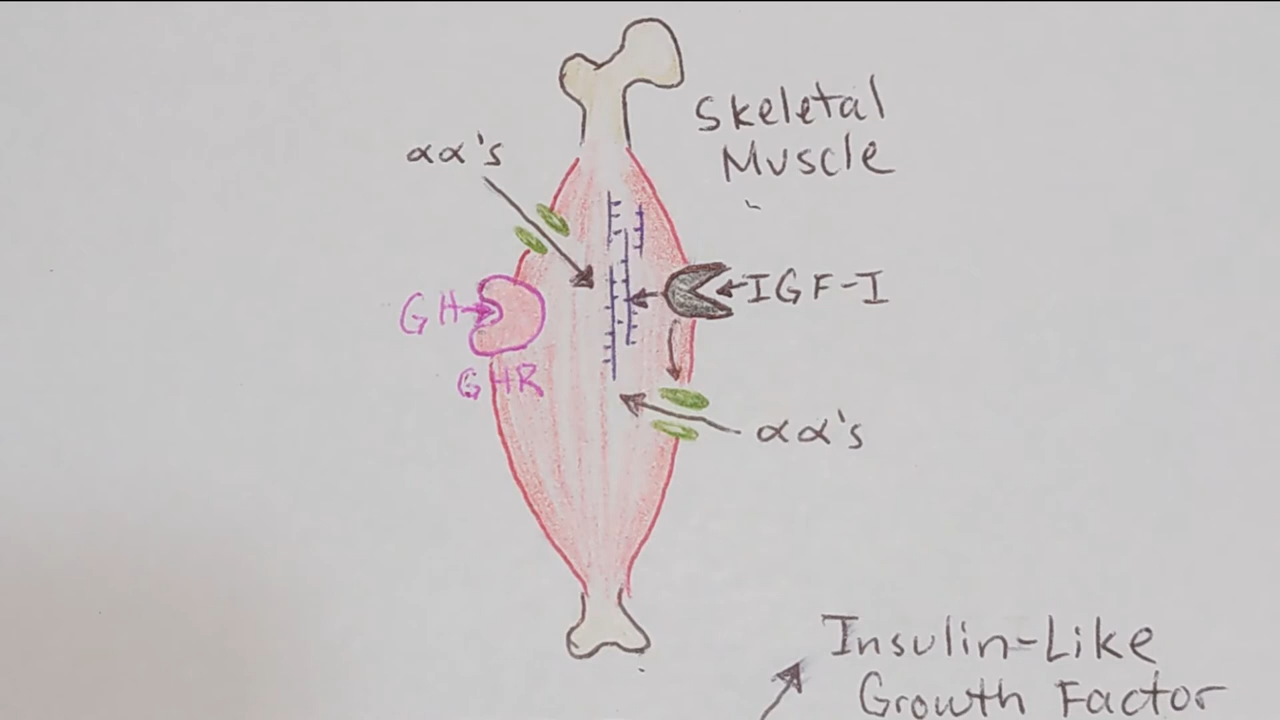 Skeletal
Muscle
αα's
GH
IGF-I
GHR
αα's
Insulin-Like
Growth Factor